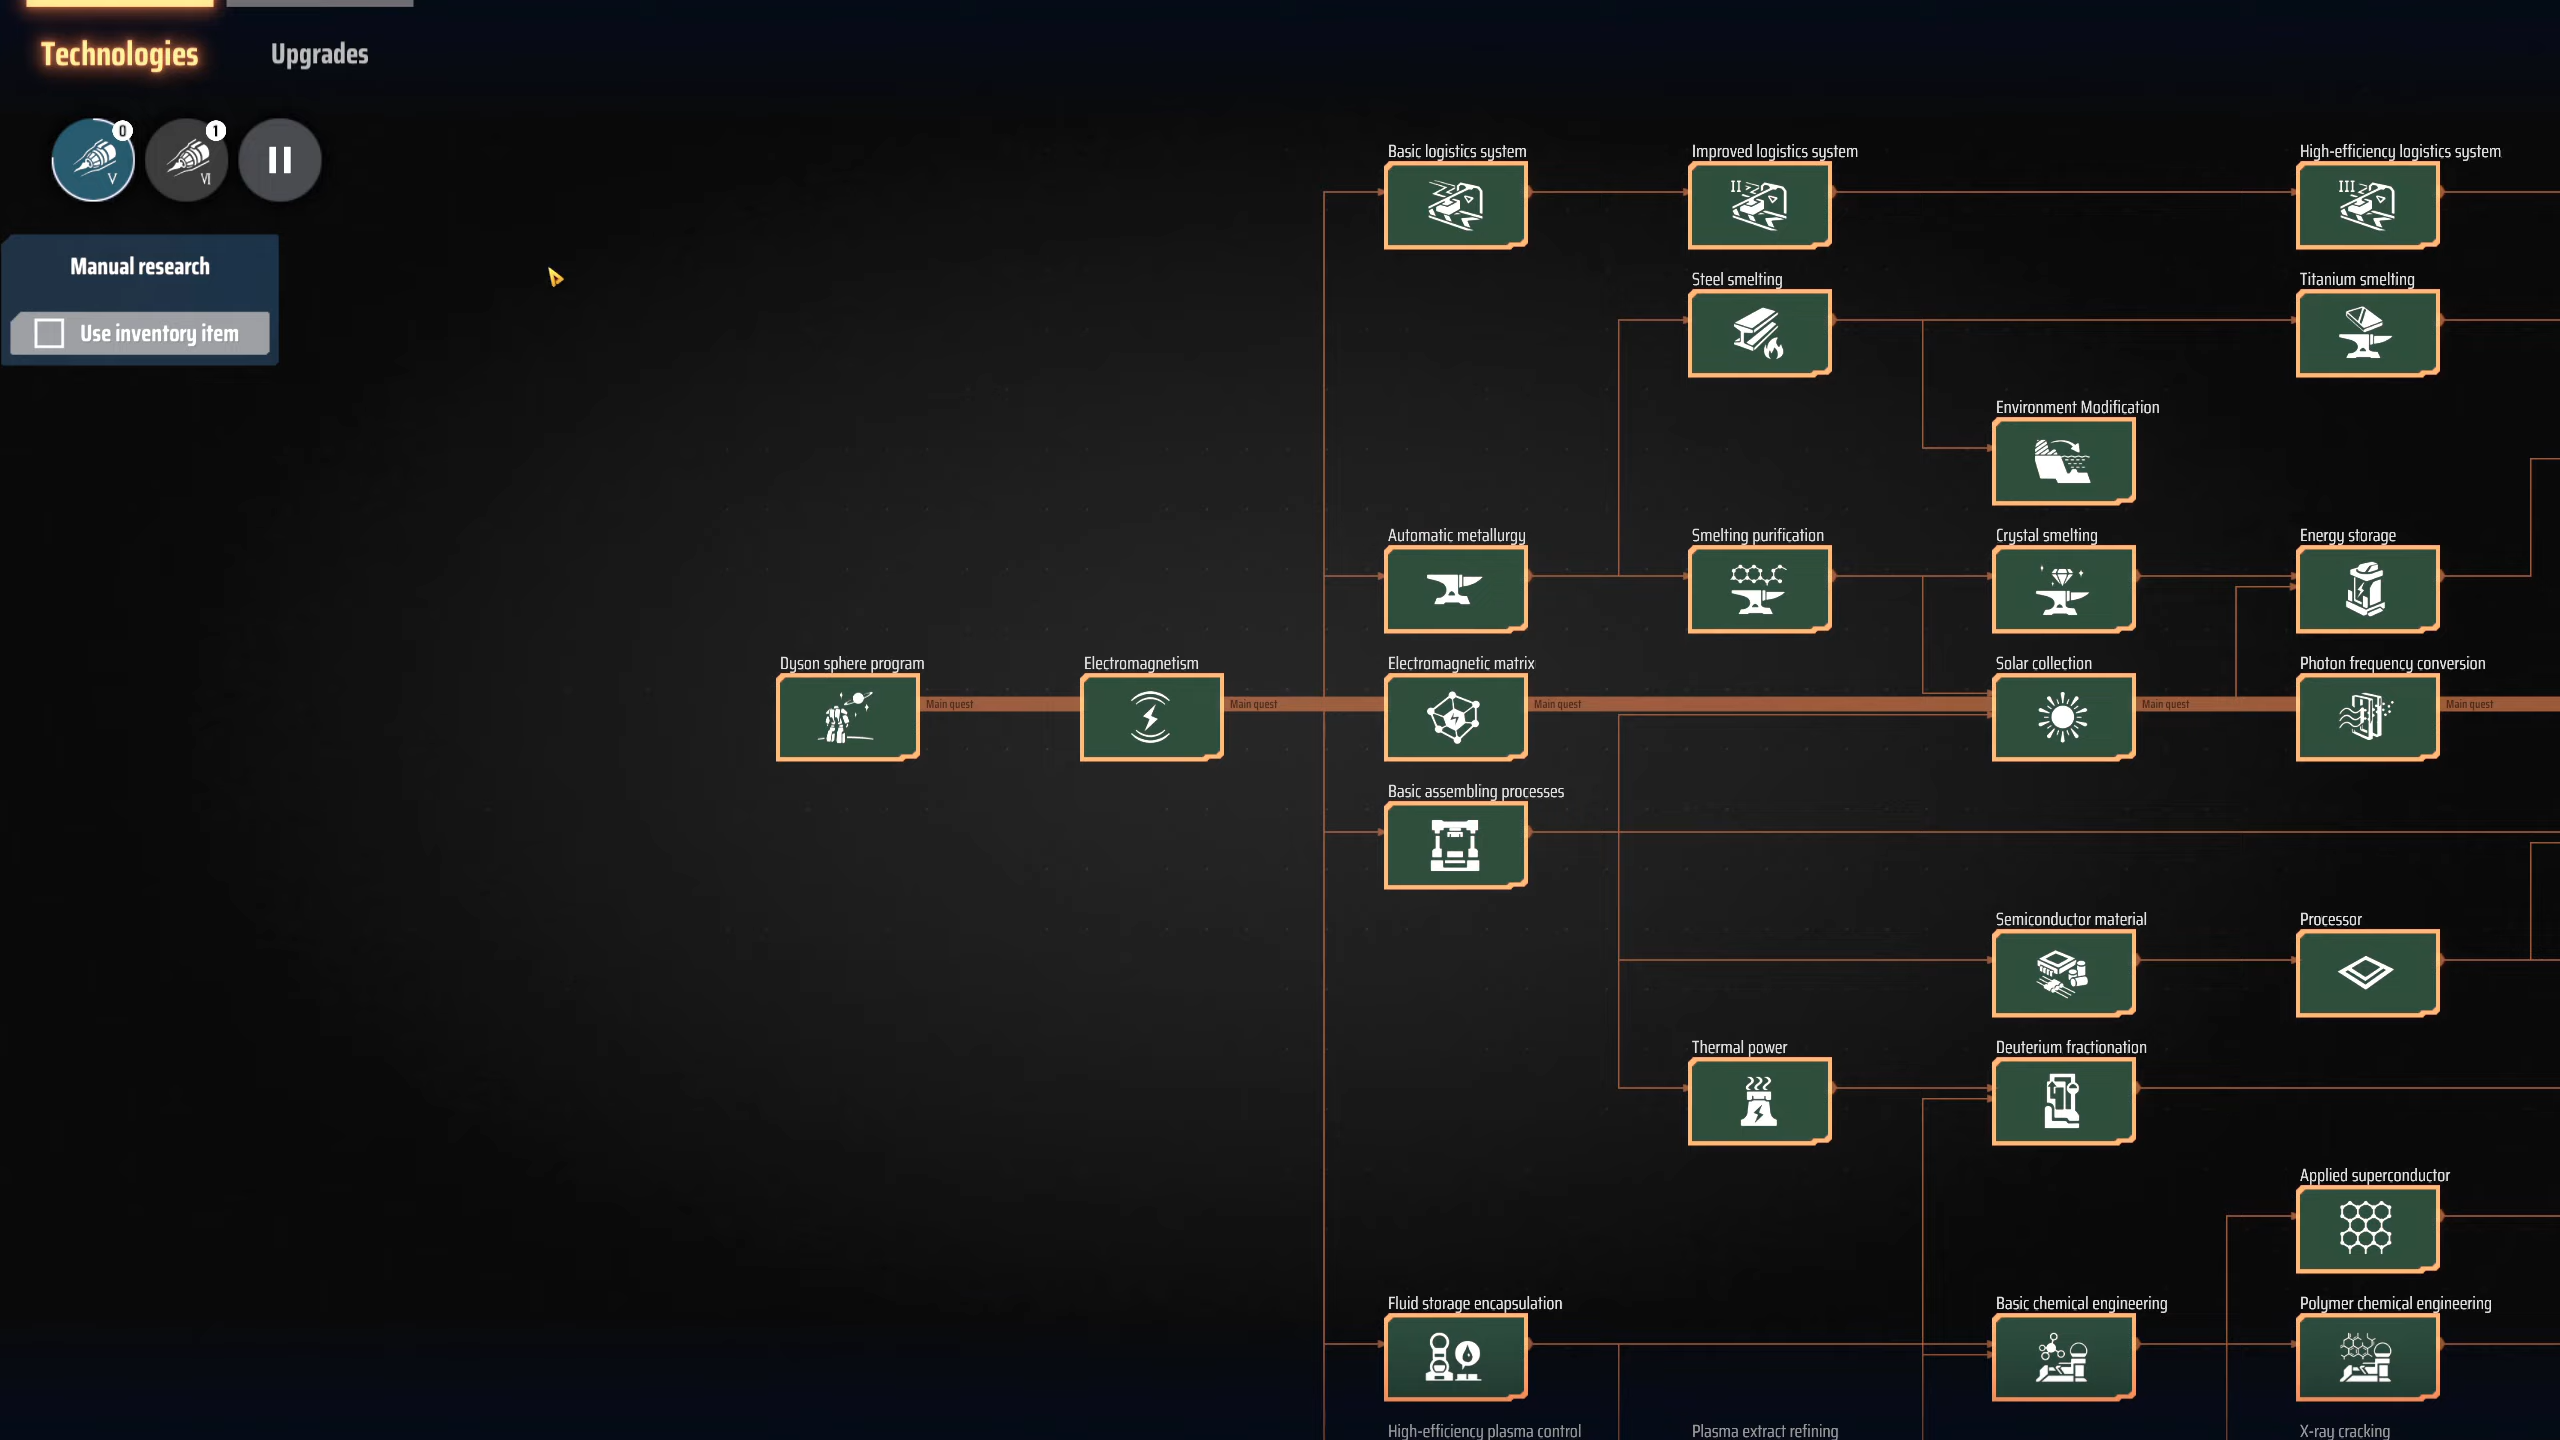 Technologies
Upgrades
0
V
1
VI
Manual research
Use inventory item
Basic logistics system
Improved logistics system
II
High-efficiency logistics system
III
Steel smelting
Titanium smelting
Environment Modification
Automatic metallurgy
Smelting purification
Crystal smelting
Energy storage
Dyson sphere program
Main quest
Electromagnetism
Main quest
Electromagnetic matrix
Main quest
Solar collection
Main quest
Photon frequency conversion
Main quest
Basic assembling processes
Semiconductor material
Processor
Thermal power
Deuterium fractionation
Applied superconductor
Fluid storage encapsulation
Basic chemical engineering
Polymer chemical engineering
High-efficiency plasma control
Plasma extract refining
X-ray cracking